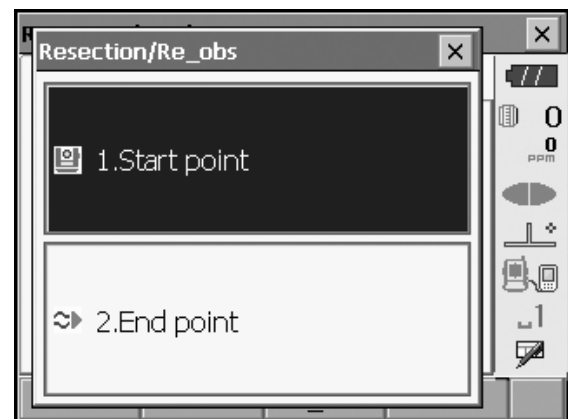 Resection/Re_obs
1.Start point
2.End point
0
0
PPM
1